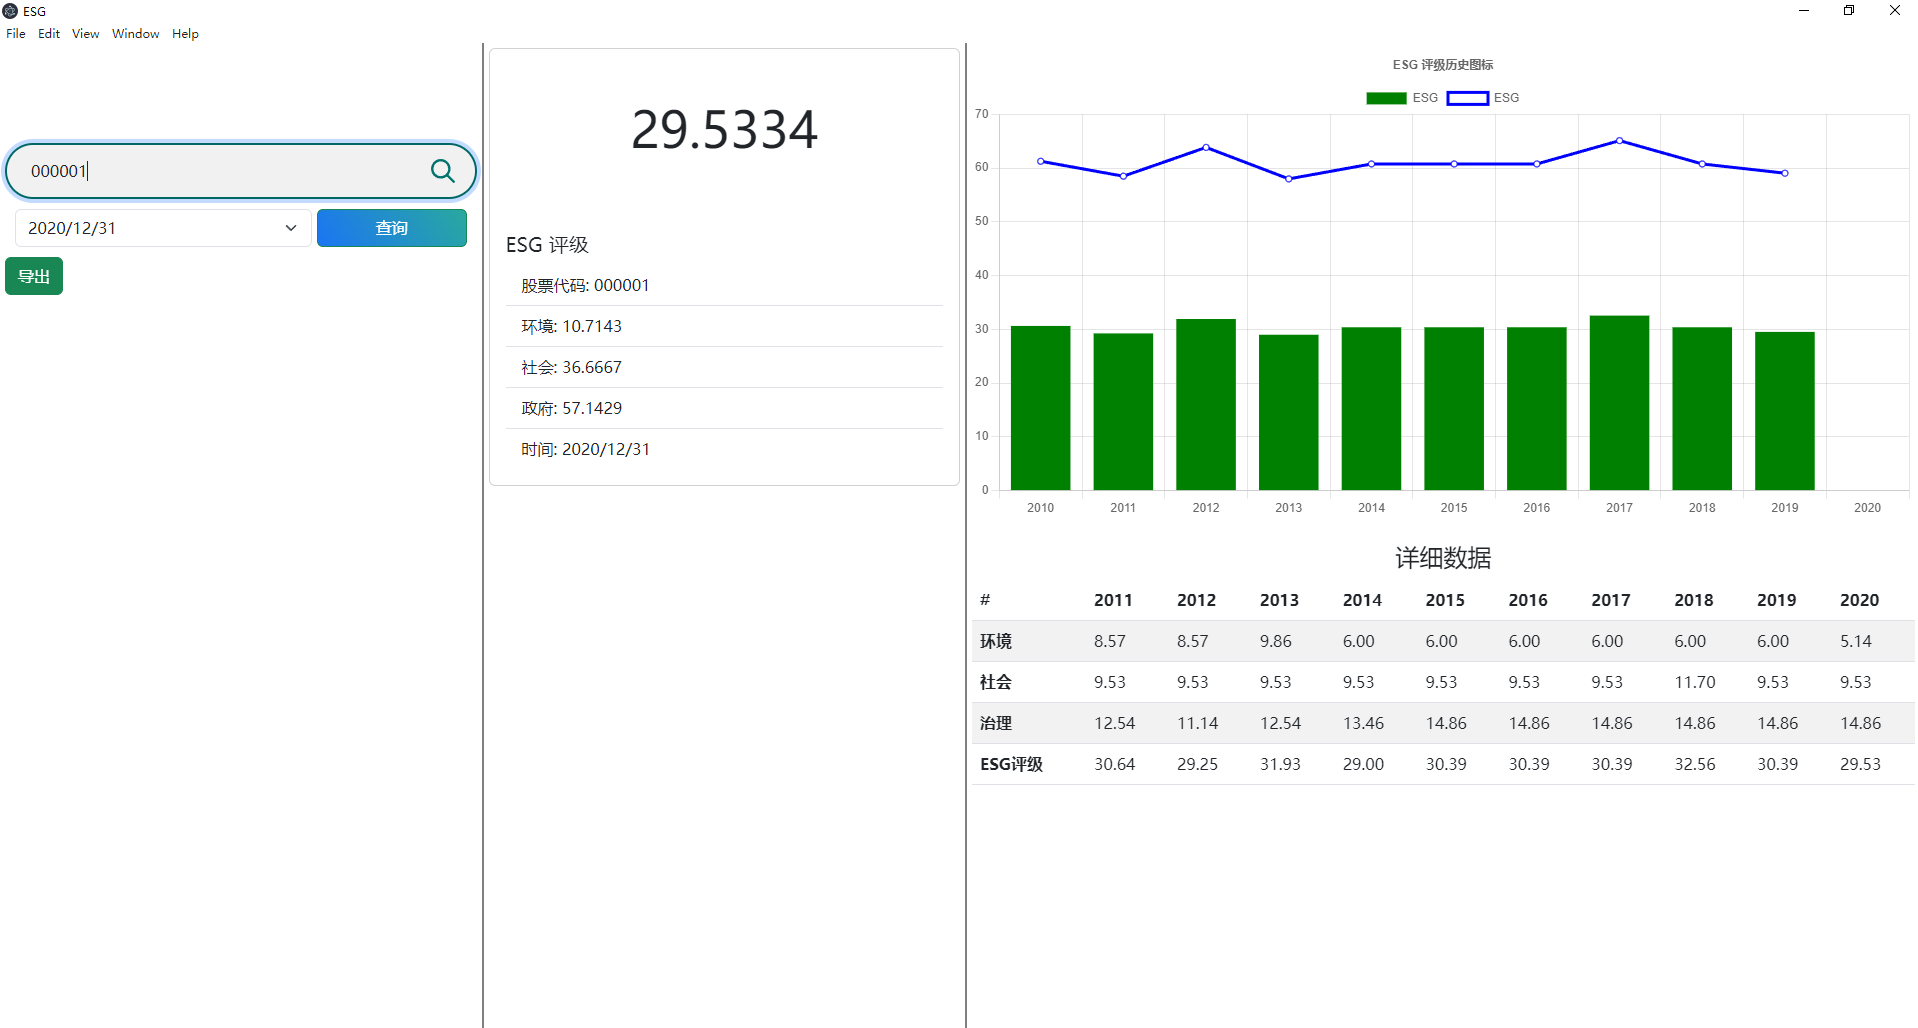 ESG
File Edit View Window Help
000001
2020/12/31
查询
导出
29.5334
ESG 评级
股票代码: 000001
环境: 10.7143
社会: 36.6667
政府: 57.1429
时间: 2020/12/31
ESG 评级历史图标
ESG ESG
70
60
50
40
30
20
10
0
2010 2011 2012 2013 2014 2015 2016 2017 2018 2019 2020
详细数据
# 2011 2012 2013 2014 2015 2016 2017 2018 2019 2020
环境 8.57 8.57 9.86 6.00 6.00 6.00 6.00 6.00 6.00 5.14
社会 9.53 9.53 9.53 9.53 9.53 9.53 9.53 11.70 9.53 9.53
治理 12.54 11.14 12.54 13.46 14.86 14.86 14.86 14.86 14.86 14.86
ESG评级 30.64 29.25 31.93 29.00 30.39 30.39 30.39 32.56 30.39 29.53